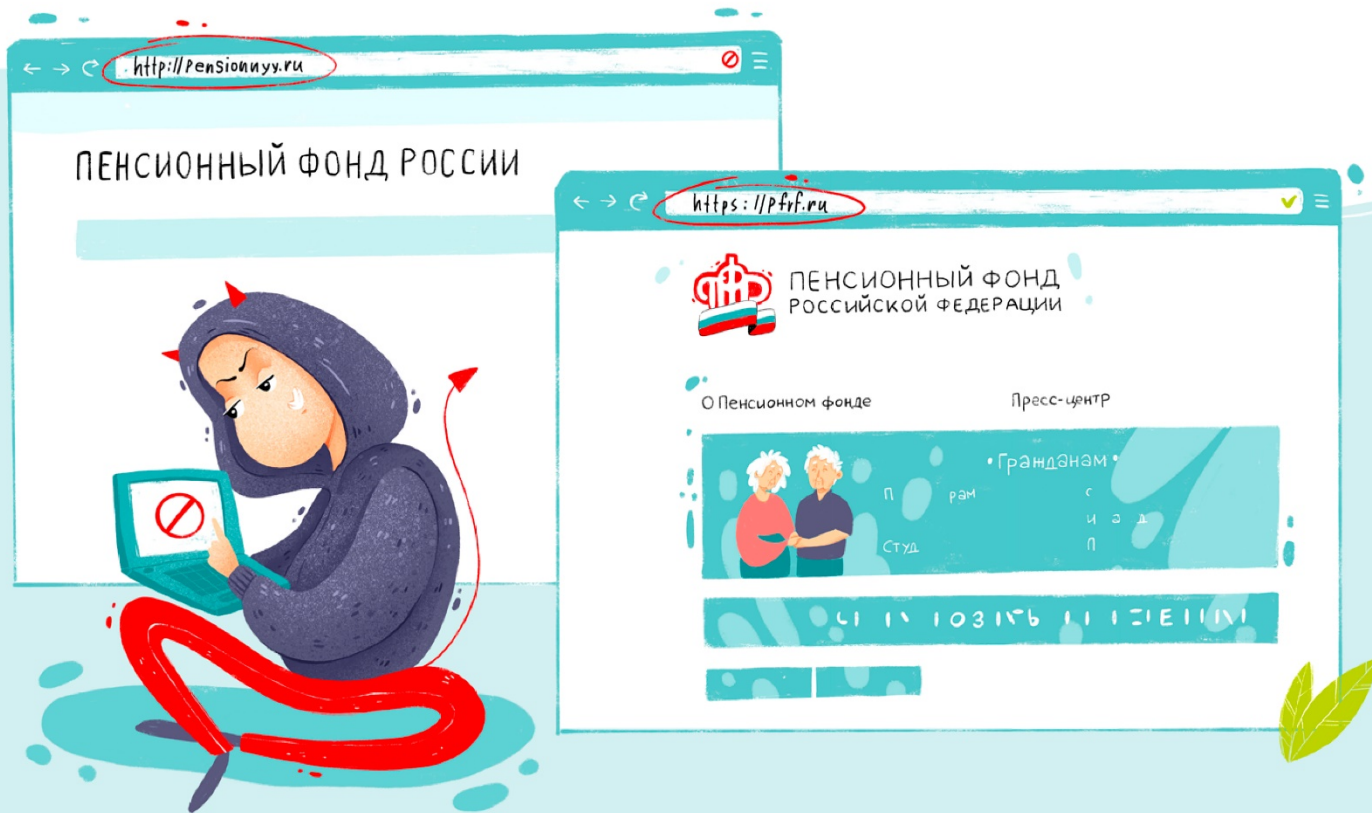 http://pensionnyy.ru
ПЕНСИОННЫЙ ФОНД РОССИИ
https://pfrf.ru
ПЕНСИОННЫЙ ФОНД
РОССИЙСКОЙ ФЕДЕРАЦИИ
О Пенсионном фонде
Пресс-центр
•Гражданам•